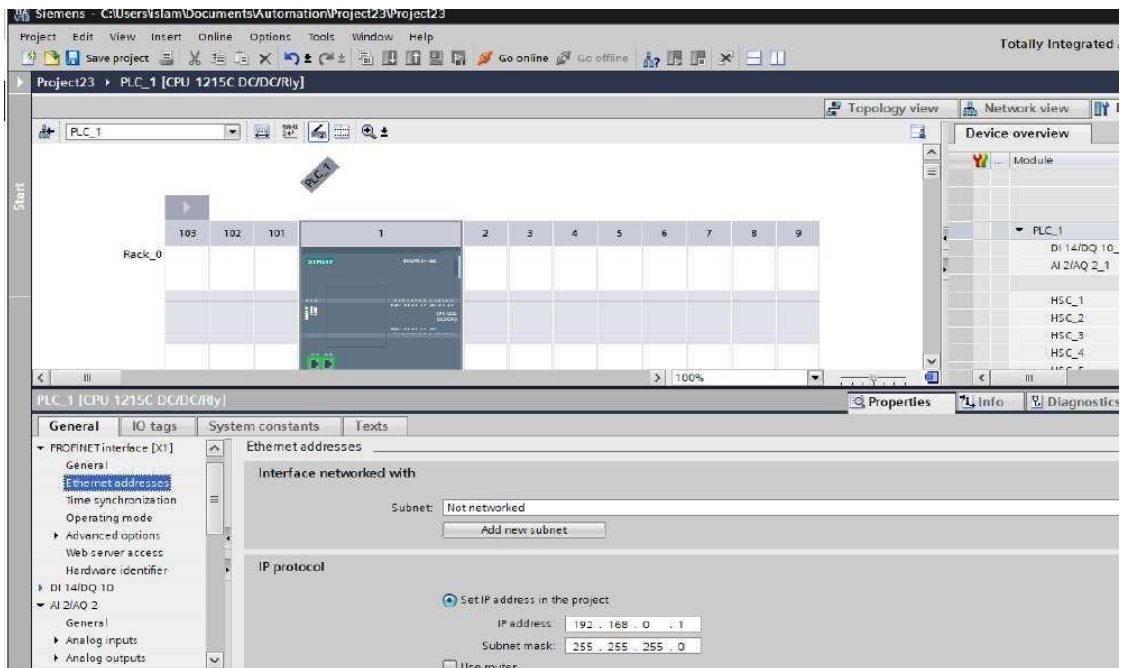 Siemens - C:\Users\islam\Documents\Automation\Project23\Project23
Project Edit View Insert Online Options Tools Window Help
Totally Integrated
Save project Go online Go offline
Project23 PLC_1 [CPU 1215C DC/DC/Rly]
Topology view Network view
PLC_1 Device overview
Module
PLC_1
Start
103 102 101 1 2 3 4 5 6 7 8 9
Rack_0
SIEMENS
PLC_1
DI 14/DQ 10_
AI 2/AQ 2_1
HSC_1
HSC_2
HSC_3
HSC_4
100%
PLC_1 [CPU 1215C DC/DC/Rly]
Properties Info Diagnostics
General IO tags System constants Texts
PROFINET interface [X1]
General
Ethernet addresses
Time synchronization
Operating mode
Advanced options
Web server access
Hardware identifier
DI 14/DQ 10
AI 2/AQ 2
General
Analog inputs
Analog outputs
Ethernet addresses
Interface networked with
Subnet: Not networked
Add new subnet
IP protocol
Set IP address in the project
IP address: 192 . 168 . 0 . 1
Subnet mask: 255 . 255 . 255 . 0
Use router